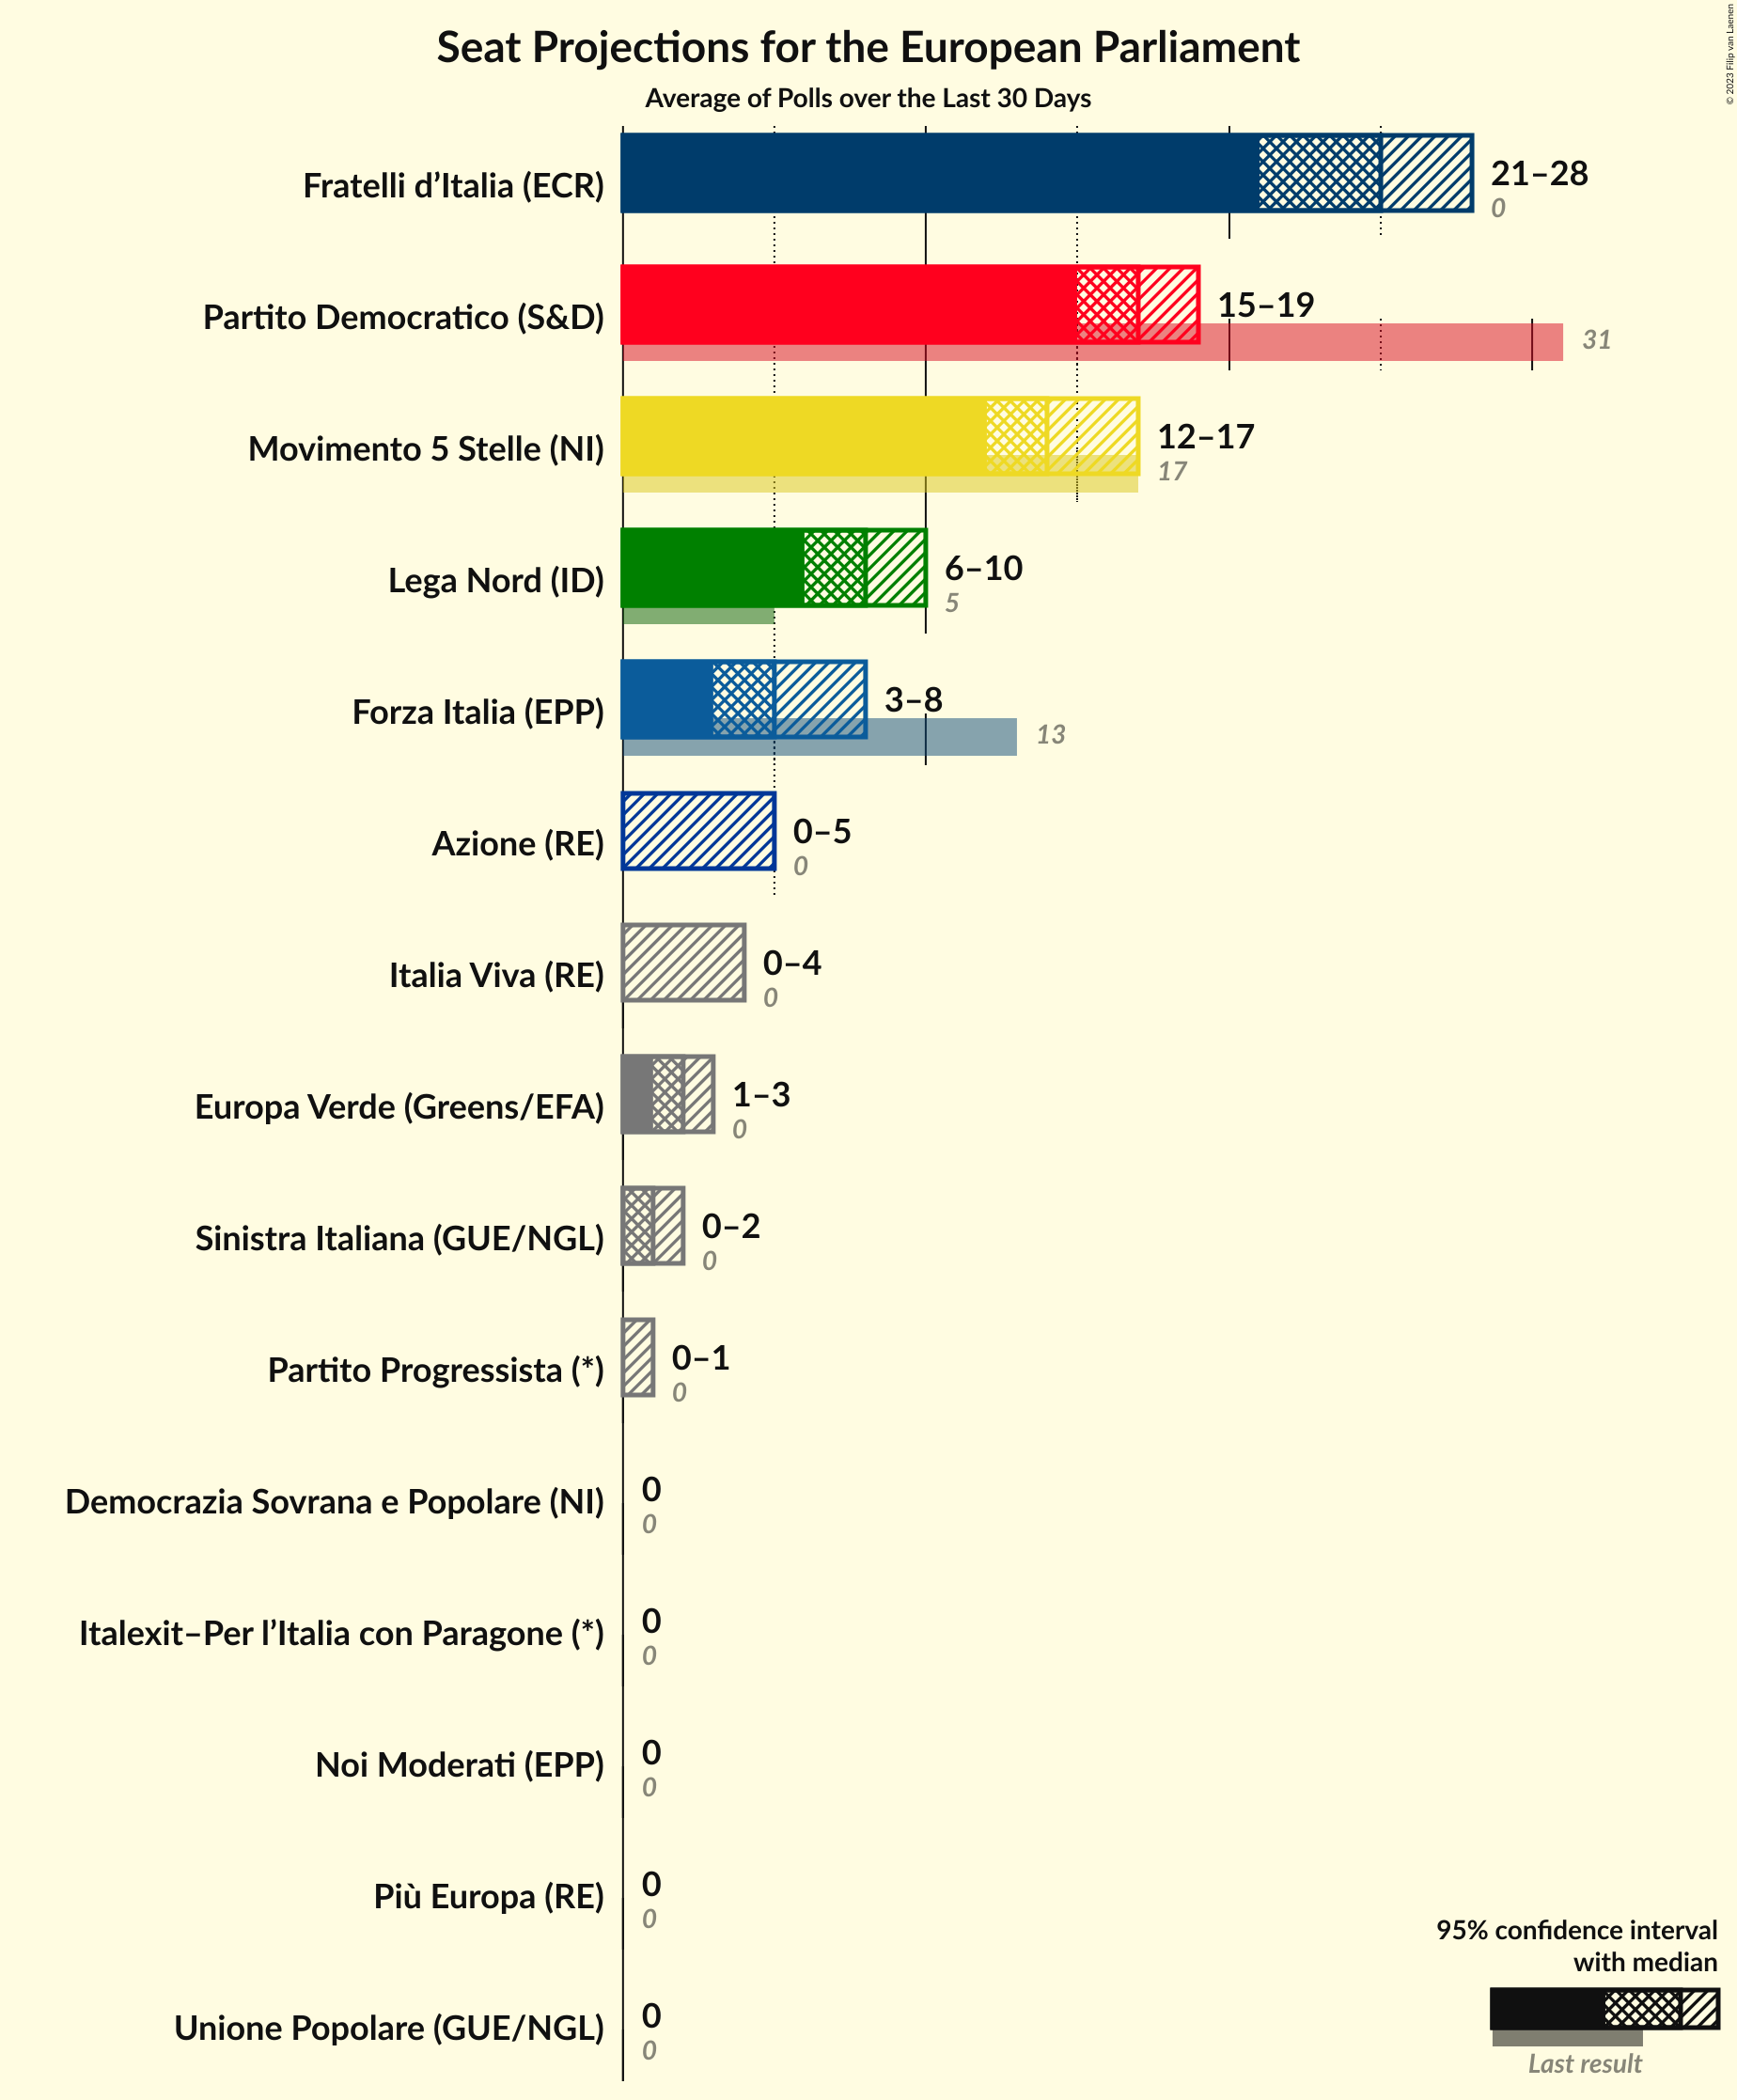 © 2023 Filip van Laenen
Seat Projections for the European Parliament
Average of Polls over the Last 30 Days
Fratelli d’Italia (ECR)
21–28
0
Partito Democratico (S&D)
15–19
31
Movimento 5 Stelle (NI)
12–17
17
Lega Nord (ID)
6–10
5
Forza Italia (EPP)
3–8
13
Azione (RE)
0–5
0
Italia Viva (RE)
0–4
0
Europa Verde (Greens/EFA)
1–3
0
Sinistra Italiana (GUE/NGL)
0–2
0
Partito Progressista (*)
0–1
0
Democrazia Sovrana e Popolare (NI)
0
0
Italexit–Per l’Italia con Paragone (*)
0
0
Noi Moderati (EPP)
0
0
Più Europa (RE)
0
0
Unione Popolare (GUE/NGL)
0
0
95% confidence interval
with median
Last result